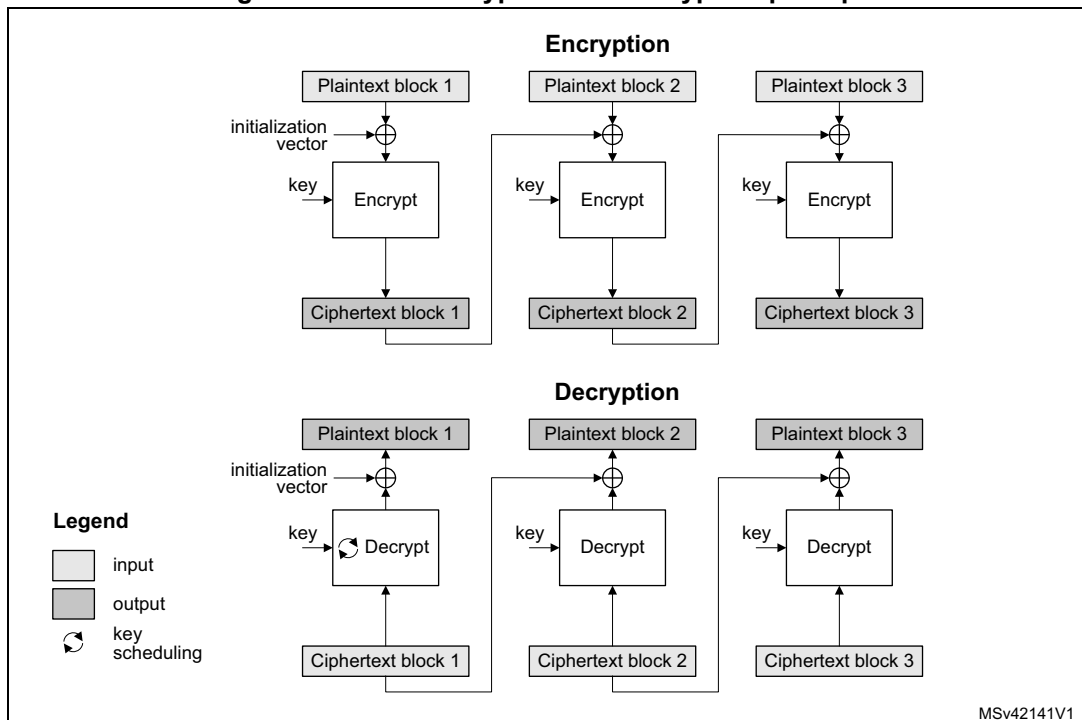 Encryption
Plaintext block 1
Plaintext block 2
Plaintext block 3
initialization
vector
key
Encrypt
key
Encrypt
key
Encrypt
Ciphertext block 1
Ciphertext block 2
Ciphertext block 3
Decryption
Plaintext block 1
Plaintext block 2
Plaintext block 3
initialization
vector
key
Decrypt
key
Decrypt
key
Decrypt
Legend
input
output
key
scheduling
Ciphertext block 1
Ciphertext block 2
Ciphertext block 3
MSv42141V1